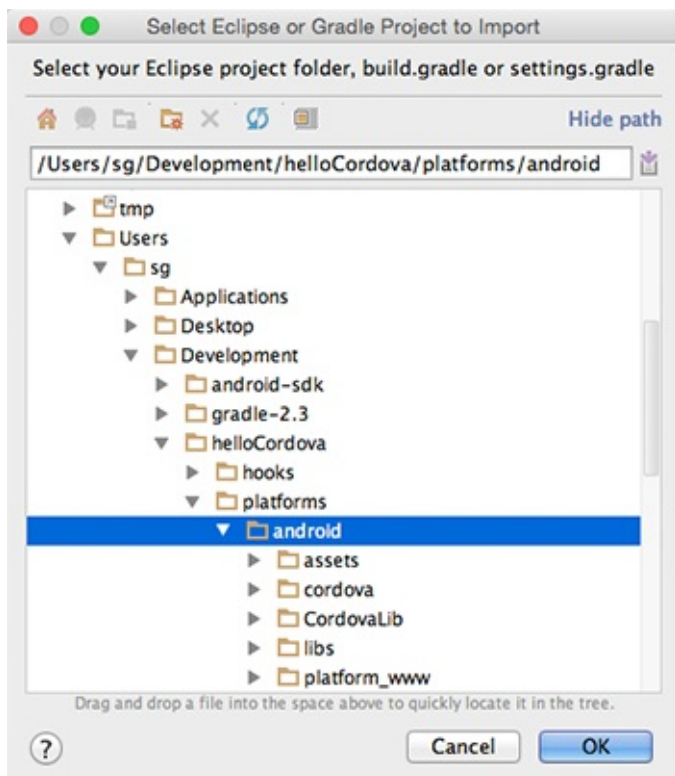 Select Eclipse or Gradle Project to Import
Select your Eclipse project folder, build.gradle or settings.gradle
Hide path
/Users/sg/Development/helloCordova/platforms/android
tmp
Users
sg
Applications
Desktop
Development
android-sdk
gradle-2.3
helloCordova
hooks
platforms
android
assets
cordova
CordovaLib
libs
platform_www
Drag and drop a file into the space above to quickly locate it in the tree.
?
Cancel
OK